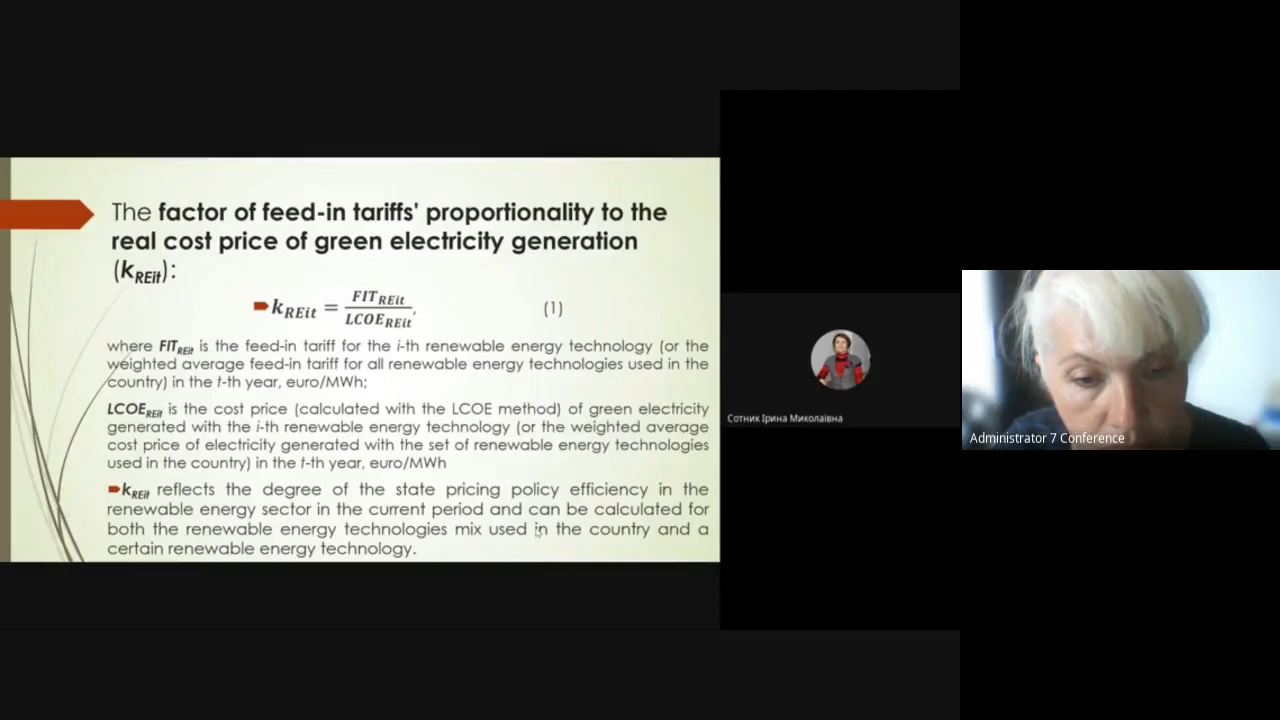 The factor of feed-in tariffs' proportionality to the
real cost price of green electricity generation
(kREit):
kREit = FITREit / LCOEREit, (1)
where FITREit is the feed-in tariff for the i-th renewable energy technology (or the
weighted average feed-in tariff for all renewable energy technologies used in the
country) in the t-th year, euro/MWh;
LCOEREit is the cost price (calculated with the LCOE method) of green electricity
generated with the i-th renewable energy technology (or the weighted average
cost price of electricity generated with the set of renewable energy technologies
used in the country) in the t-th year, euro/MWh
kREit reflects the degree of the state pricing policy efficiency in the
renewable energy sector in the current period and can be calculated for
both the renewable energy technologies mix used in the country and a
certain renewable energy technology.
Сотник Ірина Миколаївна
Administrator 7 Conference